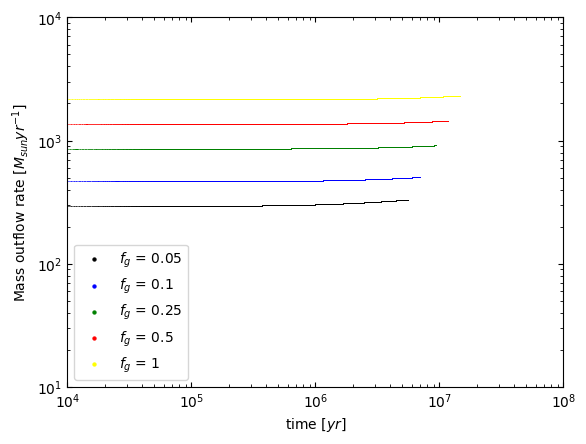 10^4
10^3
10^2
10^1
Mass outflow rate [M_{sun}yr^{-1}]
f_g = 0.05
f_g = 0.1
f_g = 0.25
f_g = 0.5
f_g = 1
10^4 10^5 10^6 10^7 10^8
time [yr]